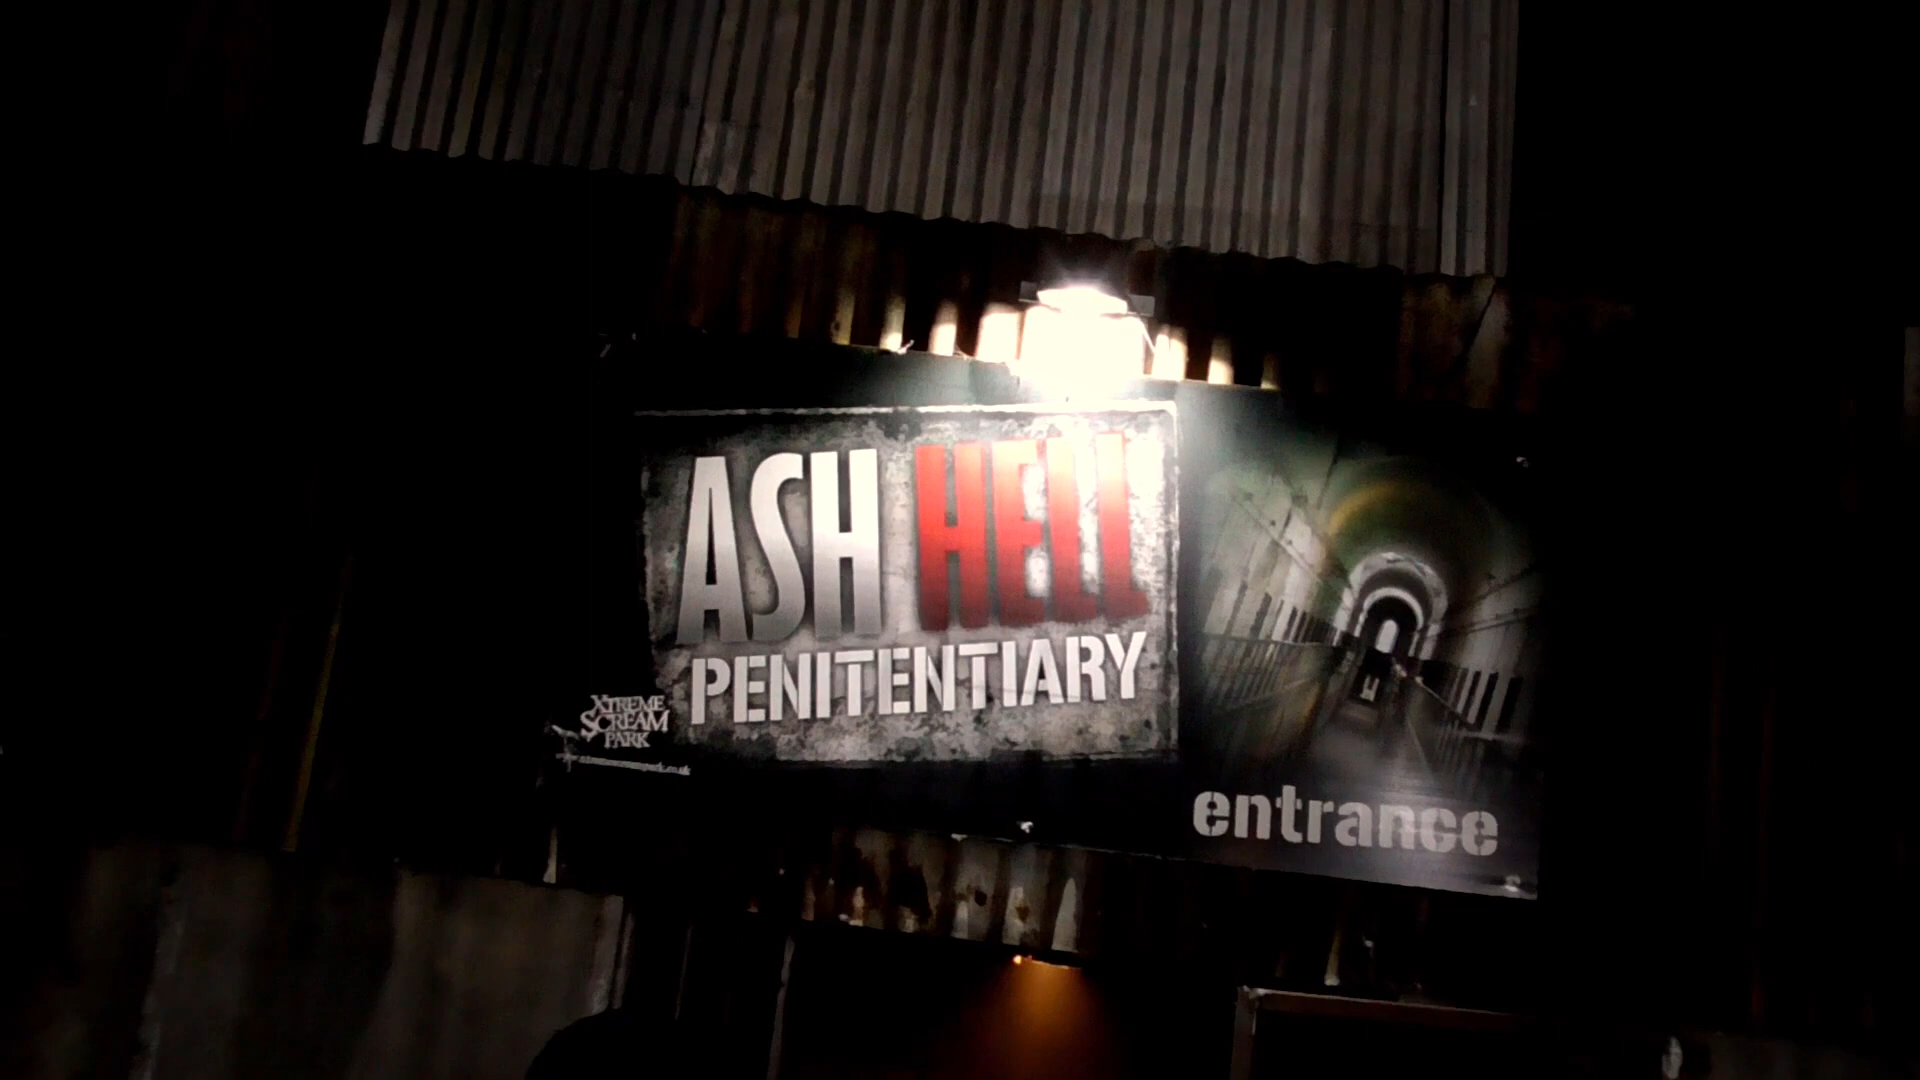 ASH HELL
PENITENTIARY
XTREME
SCREAM
PARK
entrance